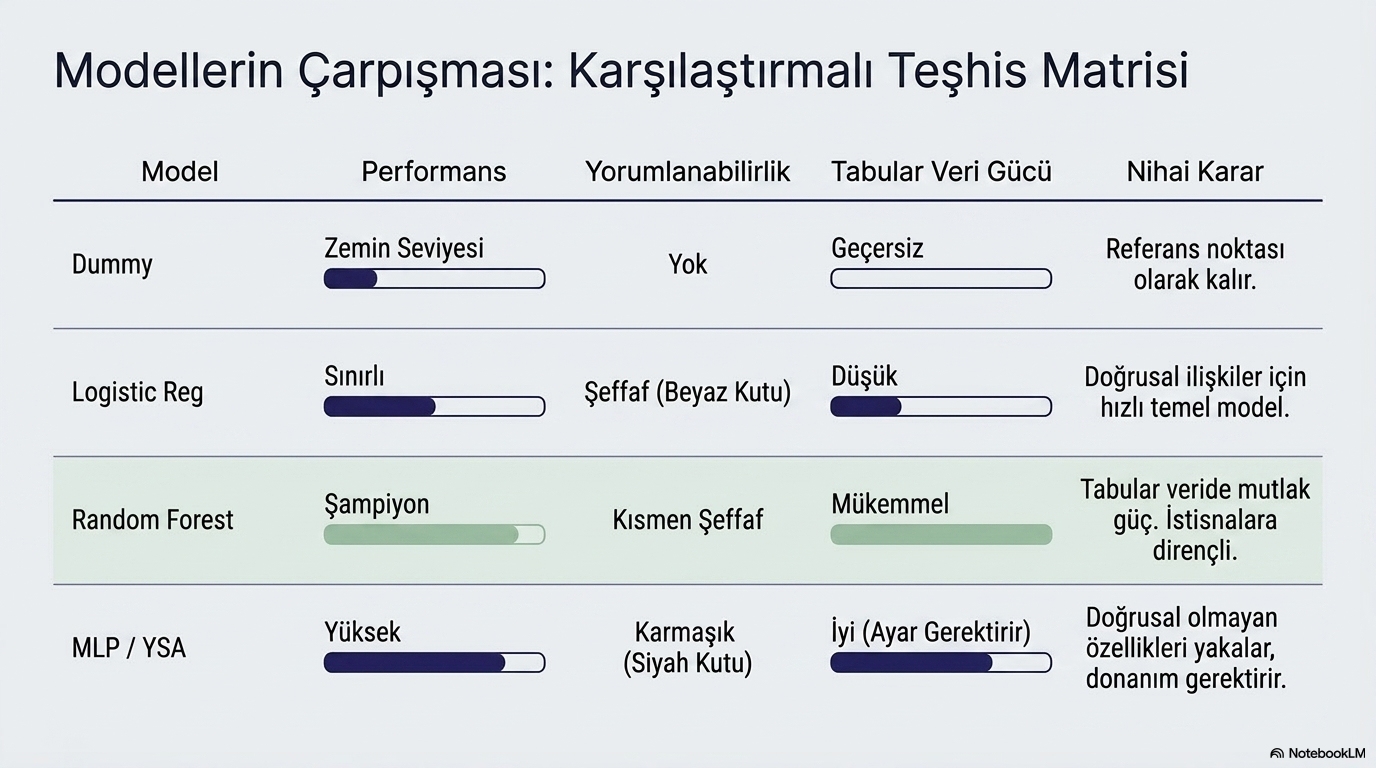 Modellerin Çarpışması: Karşılaştırmalı Teşhis Matrisi
Model
Performans
Yorumlanabilirlik
Tabular Veri Gücü
Nihai Karar
Dummy
Zemin Seviyesi
Yok
Geçersiz
Referans noktası
olarak kalır.
Logistic Reg
Sınırlı
Şeffaf (Beyaz Kutu)
Düşük
Doğrusal ilişkiler için
hızlı temel model.
Random Forest
Şampiyon
Kısmen Şeffaf
Mükemmel
Tabular veride mutlak
güç. İstisnalara
dirençli.
MLP / YSA
Yüksek
Karmaşık
(Siyah Kutu)
İyi (Ayar Gerektirir)
Doğrusal olmayan
özellikleri yakalar,
donanım gerektirir.
NotebookLM